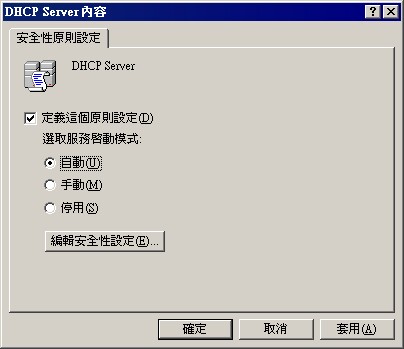 DHCP Server 內容
安全性原則設定
DHCP Server
定義這個原則設定(D)
選取服務啟動模式:
自動(U)
手動(M)
停用(S)
編輯安全性設定(E)...
確定 取消 套用(A)